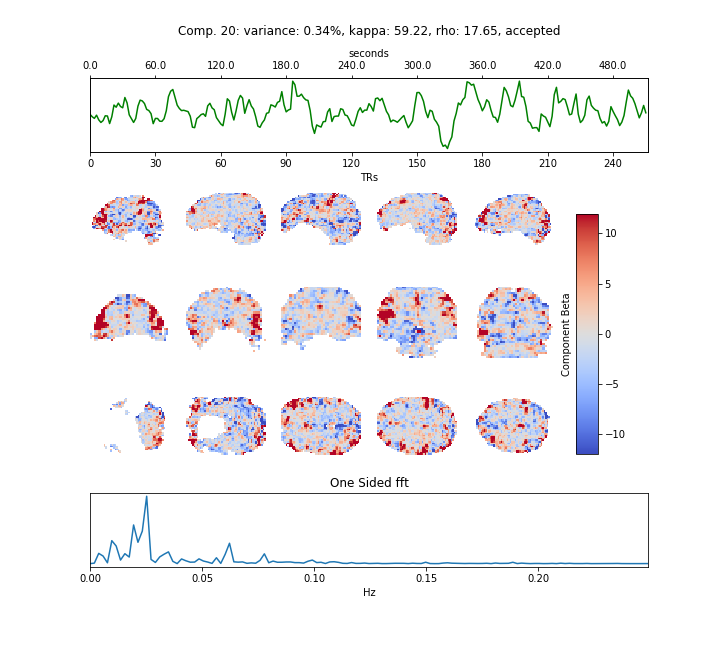 Comp. 20: variance: 0.34%, kappa: 59.22, rho: 17.65, accepted
seconds
0.0 60.0 120.0 180.0 240.0 300.0 360.0 420.0 480.0
0 30 60 90 120 150 180 210 240
TRs
10
5
0
−5
−10
Component Beta
One Sided fft
0.00 0.05 0.10 0.15 0.20
Hz